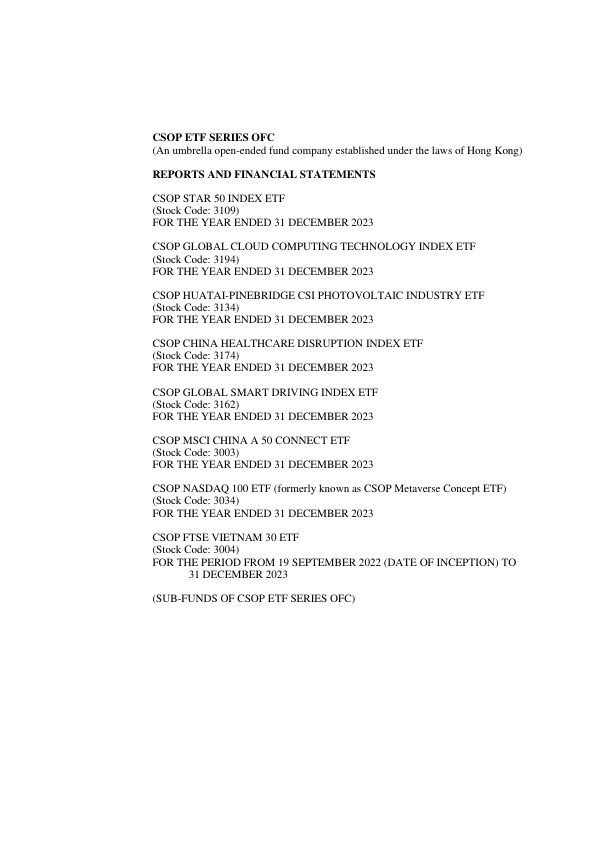 CSOP ETF SERIES OFC
(An umbrella open-ended fund company established under the laws of Hong Kong)
REPORTS AND FINANCIAL STATEMENTS
CSOP STAR 50 INDEX ETF
(Stock Code: 3109)
FOR THE YEAR ENDED 31 DECEMBER 2023
CSOP GLOBAL CLOUD COMPUTING TECHNOLOGY INDEX ETF
(Stock Code: 3194)
FOR THE YEAR ENDED 31 DECEMBER 2023
CSOP HUATAI-PINEBRIDGE CSI PHOTOVOLTAIC INDUSTRY ETF
(Stock Code: 3134)
FOR THE YEAR ENDED 31 DECEMBER 2023
CSOP CHINA HEALTHCARE DISRUPTION INDEX ETF
(Stock Code: 3174)
FOR THE YEAR ENDED 31 DECEMBER 2023
CSOP GLOBAL SMART DRIVING INDEX ETF
(Stock Code: 3162)
FOR THE YEAR ENDED 31 DECEMBER 2023
CSOP MSCI CHINA A 50 CONNECT ETF
(Stock Code: 3003)
FOR THE YEAR ENDED 31 DECEMBER 2023
CSOP NASDAQ 100 ETF (formerly known as CSOP Metaverse Concept ETF)
(Stock Code: 3034)
FOR THE YEAR ENDED 31 DECEMBER 2023
CSOP FTSE VIETNAM 30 ETF
(Stock Code: 3004)
FOR THE PERIOD FROM 19 SEPTEMBER 2022 (DATE OF INCEPTION) TO
31 DECEMBER 2023
(SUB-FUNDS OF CSOP ETF SERIES OFC)